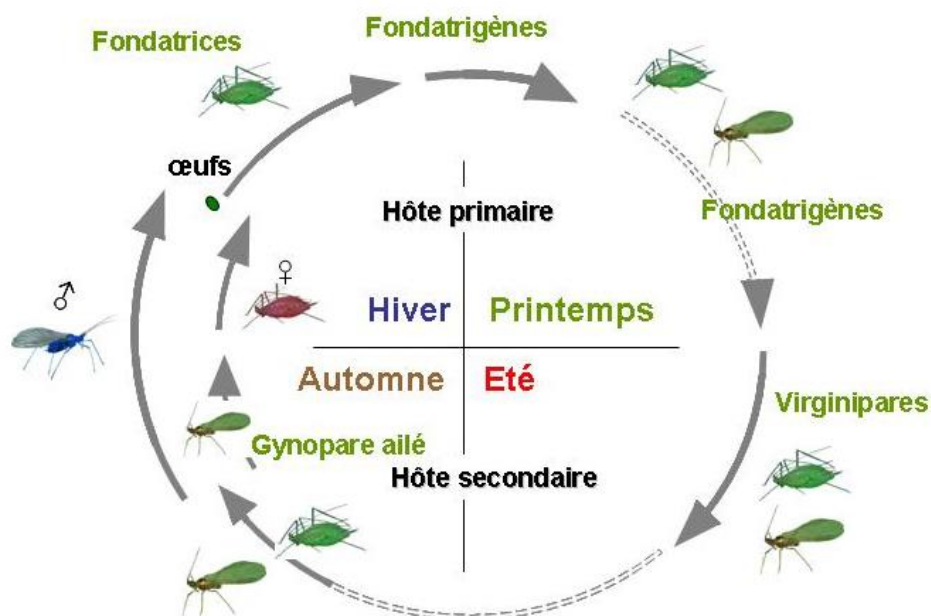 Fondatrices
Fondatrigènes
œufs
Hôte primaire
Fondatrigènes
♂
♀
Hiver
Printemps
Automne
Eté
Virginipares
Gynopare ailé
Hôte secondaire